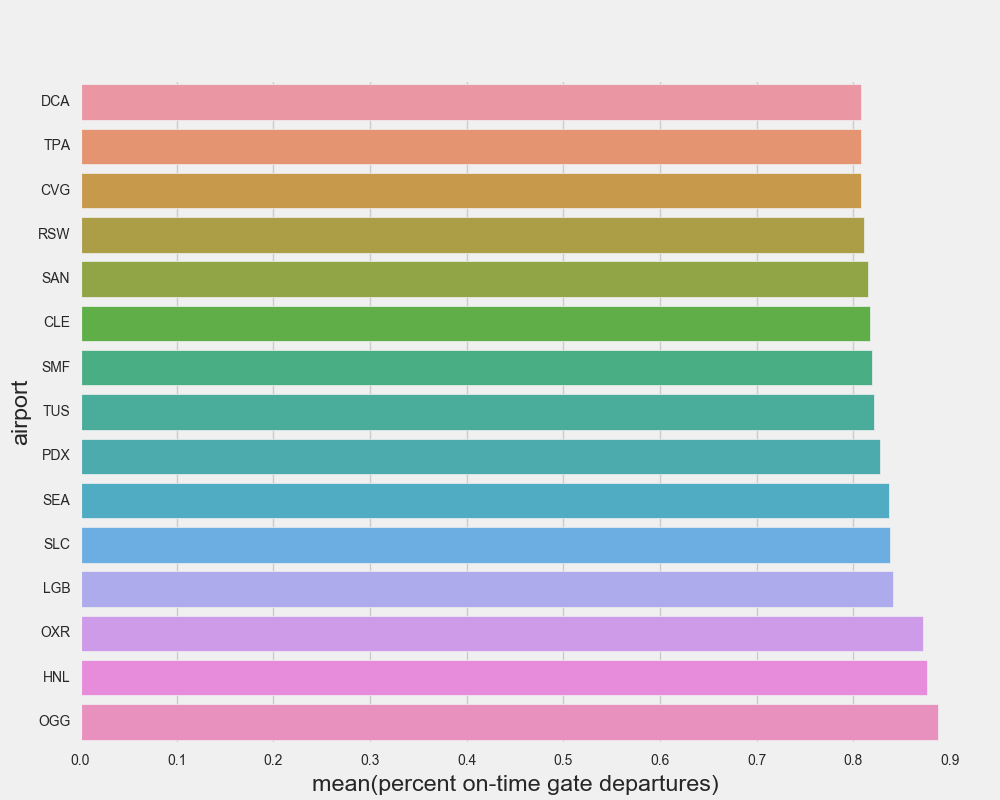 DCA
TPA
CVG
RSW
SAN
CLE
SMF
TUS
PDX
SEA
SLC
LGB
OXR
HNL
OGG
airport
0.0 0.1 0.2 0.3 0.4 0.5 0.6 0.7 0.8 0.9
mean(percent on-time gate departures)